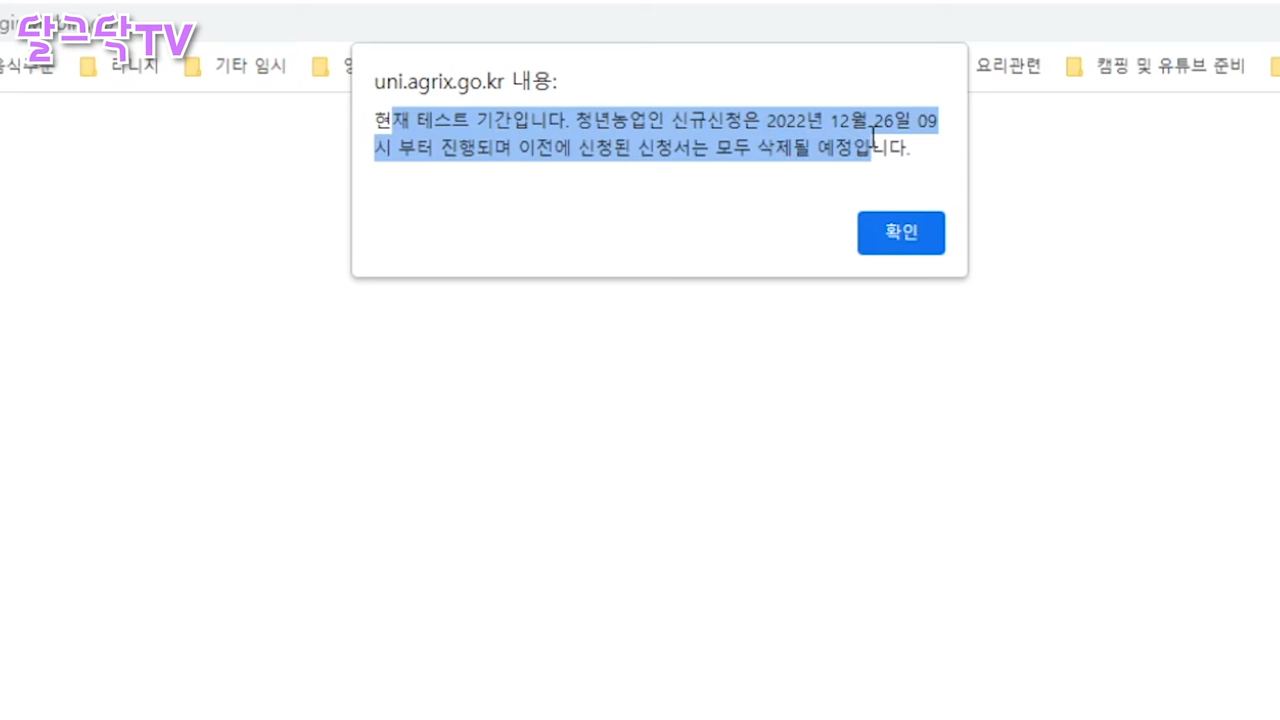 달그닥TV
리니지
기타 임시
요리관련
캠핑 및 유튜브 준비
uni.agrix.go.kr 내용:
현재 테스트 기간입니다. 청년농업인 신규신청은 2022년 12월 26일 09
시 부터 진행되며 이전에 신청된 신청서는 모두 삭제될 예정입니다.
확인